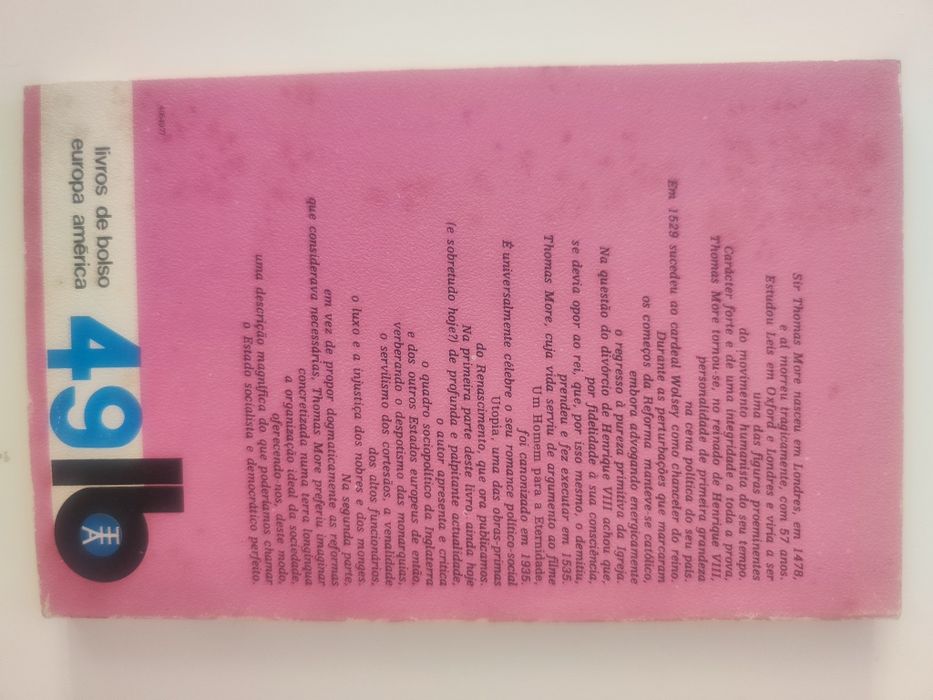 Sir Thomas More nasceu em Londres, em 1478,
e aí morreu tragicamente, com 57 anos.
Estudou Leis em Oxford e Londres e viria a ser
uma das figuras proeminentes
do movimento humanista do seu tempo.
Carácter forte e de uma integridade a toda a prova,
Thomas More tornou-se, no reinado de Henrique VIII,
personalidade de primeira grandeza
na cena política do seu país.
Em 1529 sucedeu ao cardeal Wolsey como chanceler do reino.
Durante as perturbações que marcaram
os começos da Reforma manteve-se católico,
embora advogando energicamente
o regresso à pureza primitiva da Igreja.
Na questão do divórcio de Henrique VIII achou que,
por fidelidade à sua consciência,
se devia opor ao rei, que, por isso mesmo, o demitiu,
prendeu e fez executar em 1535.
Thomas More, cuja vida serviu de argumento ao filme
Um Homem para a Eternidade,
foi canonizado em 1935.
É universalmente célebre o seu romance político-social
Utopia, uma das obras-primas
do Renascimento, que ora publicamos.
Na primeira parte deste livro, ainda hoje
(e sobretudo hoje?) de profunda e palpitante actualidade,
o autor apresenta e critica
o quadro sociopolítico da Inglaterra
e dos outros Estados europeus de então,
verberando o despotismo das monarquias,
o servilismo dos cortesãos, a venalidade
dos altos funcionários,
o luxo e a injustiça dos nobres e dos monges.
Na segunda parte,
em vez de propor dogmaticamente as reformas
que considerava necessárias, Thomas More preferiu imaginar
concretizada numa terra longínqua
a organização ideal da sociedade,
oferecendo-nos, deste modo,
uma descrição magnífica do que poderíamos chamar
o Estado socialista e democrático perfeito.
livros de bolso
europa américa
49
lb
EA